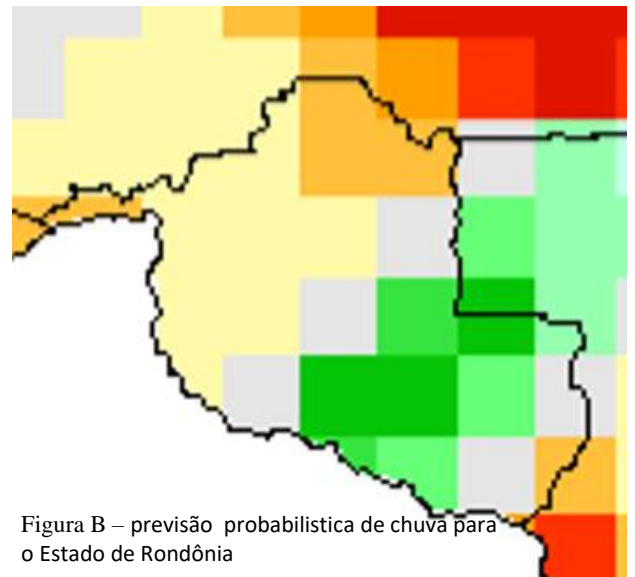 Figura B – previsão probabilistica de chuva para
o Estado de Rondônia